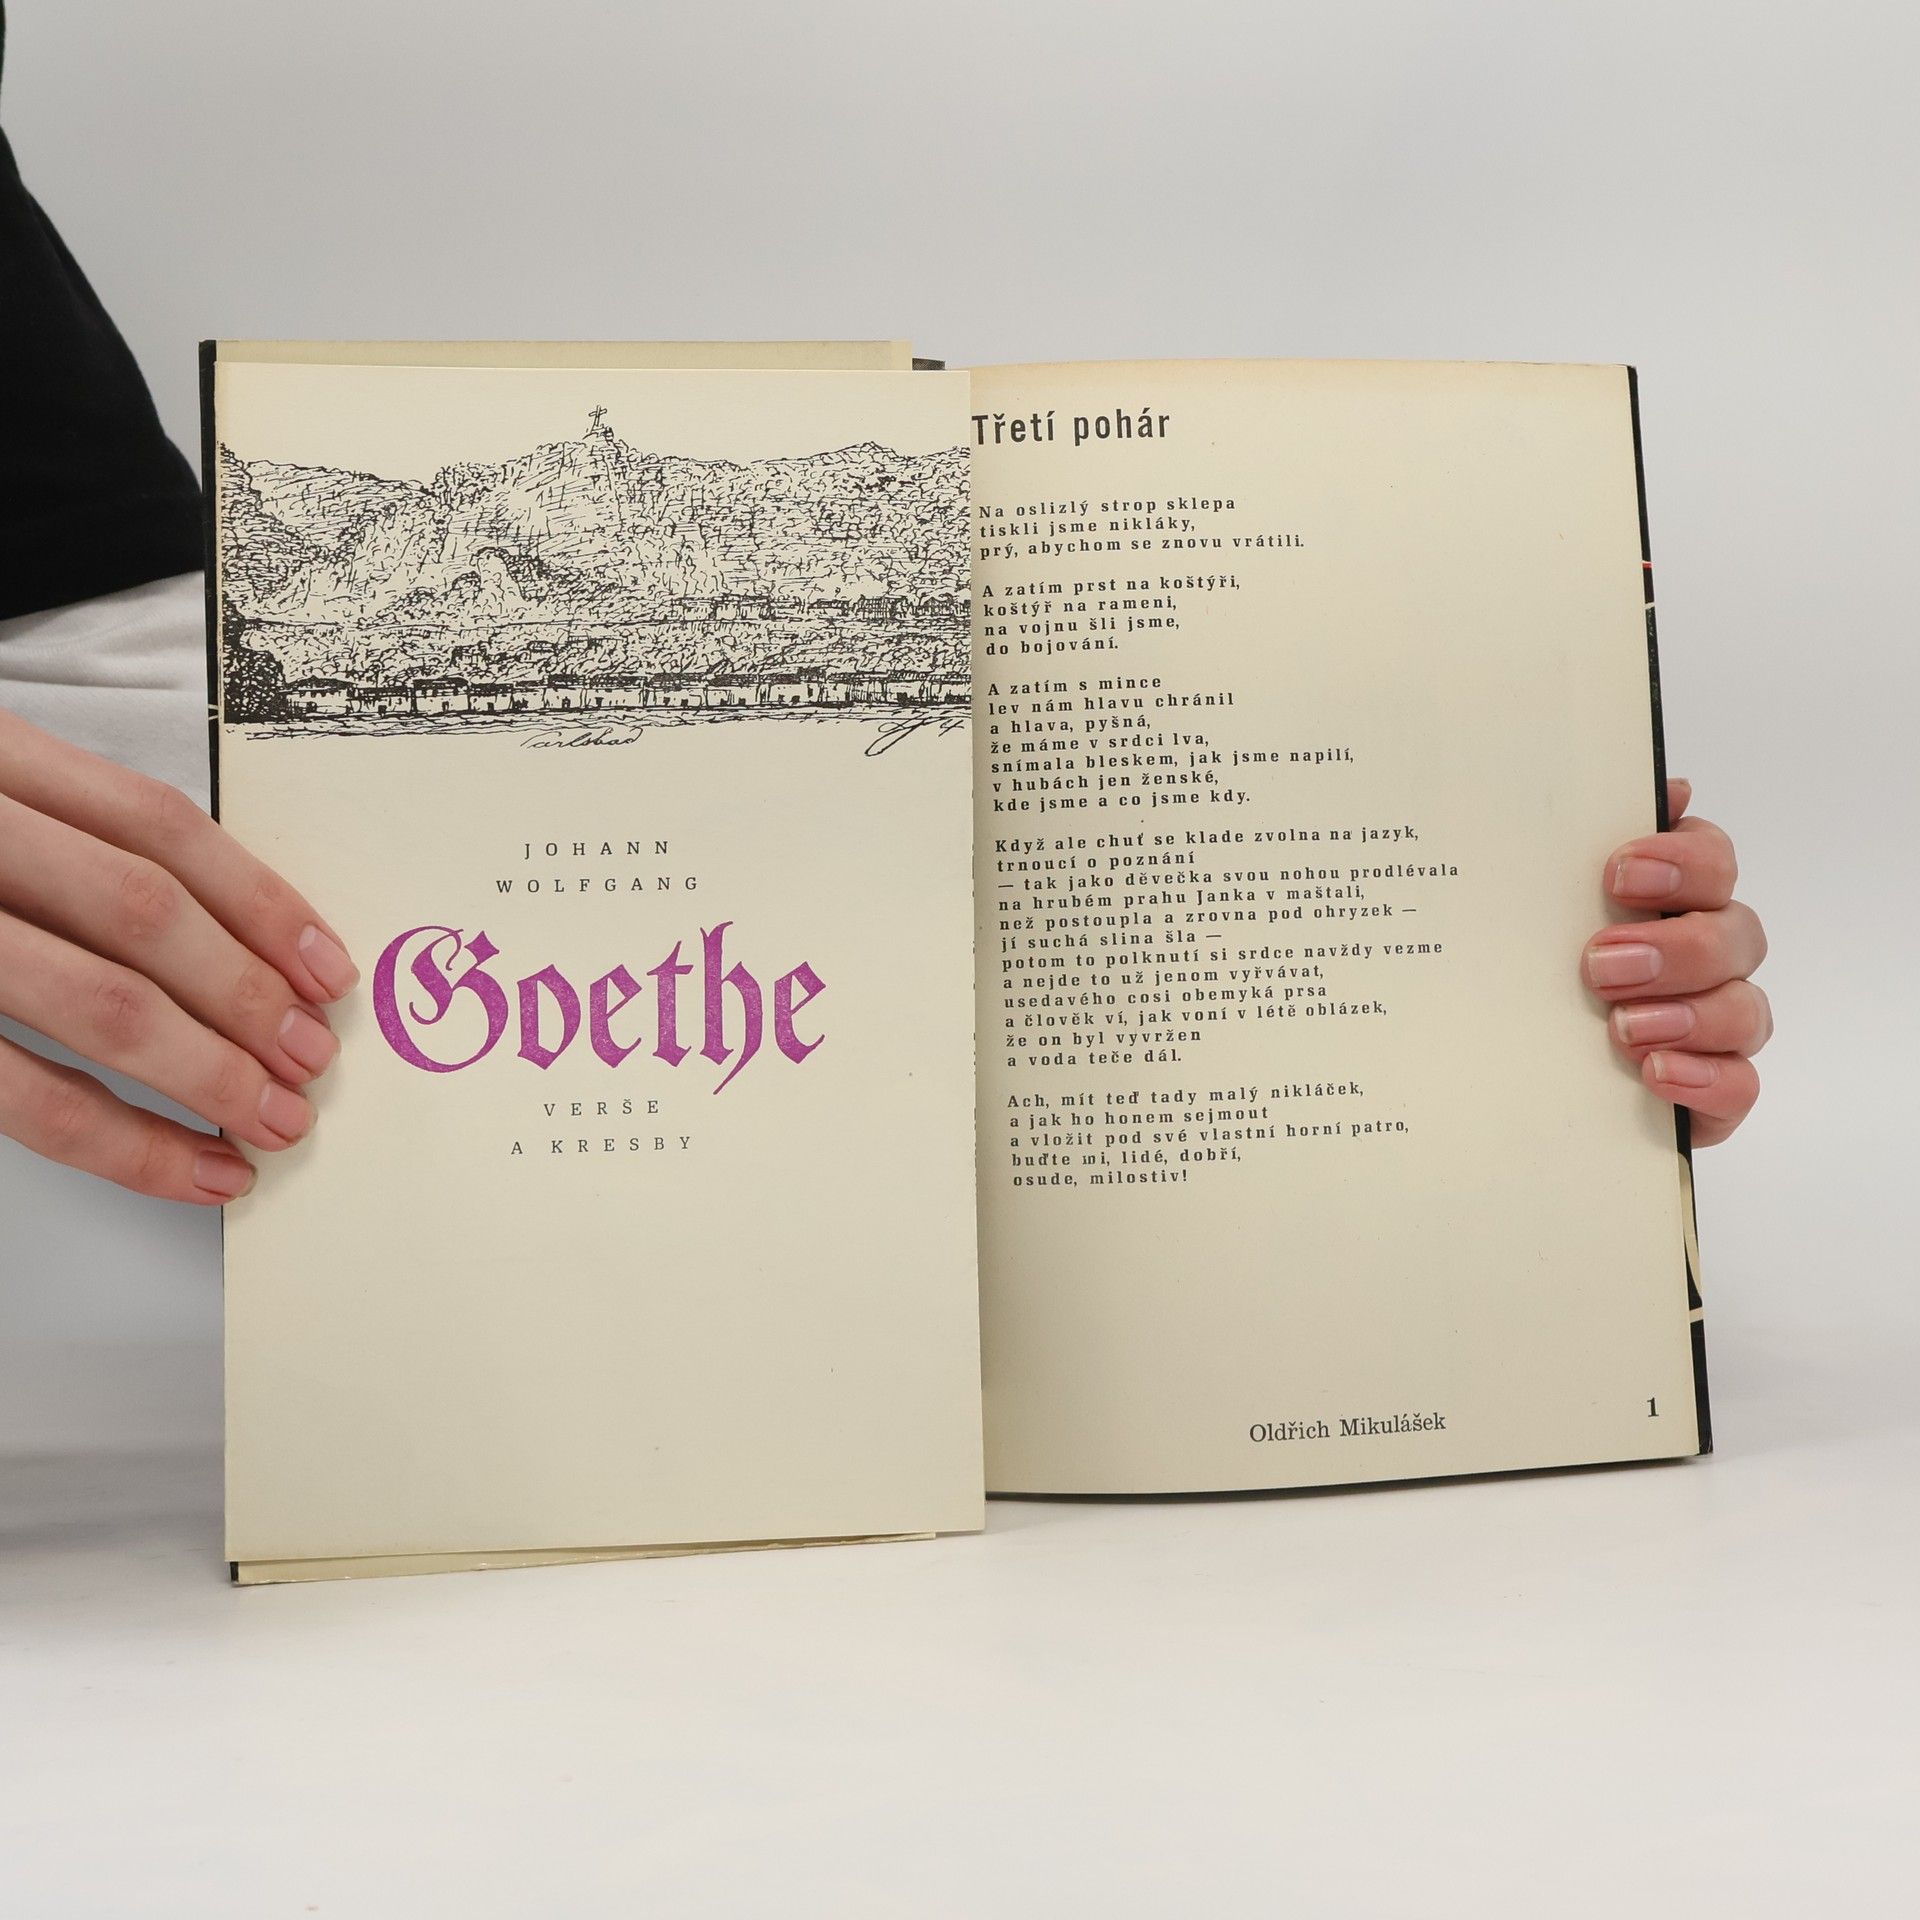 Carlsbad
JOHANN
WOLFGANG
Goethe
VERŠE
A KRESBY
Třetí pohár
Na oslizlý strop sklepa
tiskli jsme nikláky,
prý, abychom se znovu vrátili.
A zatím prst na koštýři,
koštýř na rameni,
na vojnu šli jsme,
do bojování.
A zatím s mince
lev nám hlavu chránil
a hlava, pyšná,
že máme v srdci lva,
snímala bleskem, jak jsme napilí,
v hubách jen ženské,
kde jsme a co jsme kdy.
Když ale chuť se klade zvolna na jazyk,
trnoucí o poznání
— tak jako děvečka svou nohou prodlévala
na hrubém prahu Janka v maštali,
než postoupla a zrovna pod ohryzek —
jí suchá slina šla —
potom to polknutí si srdce navždy vezme
a nejde to už jenom vyřvávat,
usedavého cosi obemyká prsa
a člověk ví, jak voní v létě oblázek,
že on byl vyvržen
a voda teče dál.
Ach, mít teď tady malý nikláček,
a jak ho honem sejmout
a vložit pod své vlastní horní patro,
buďte mi, lidé, dobří,
osude, milostiv!
Oldřich Mikulášek
1